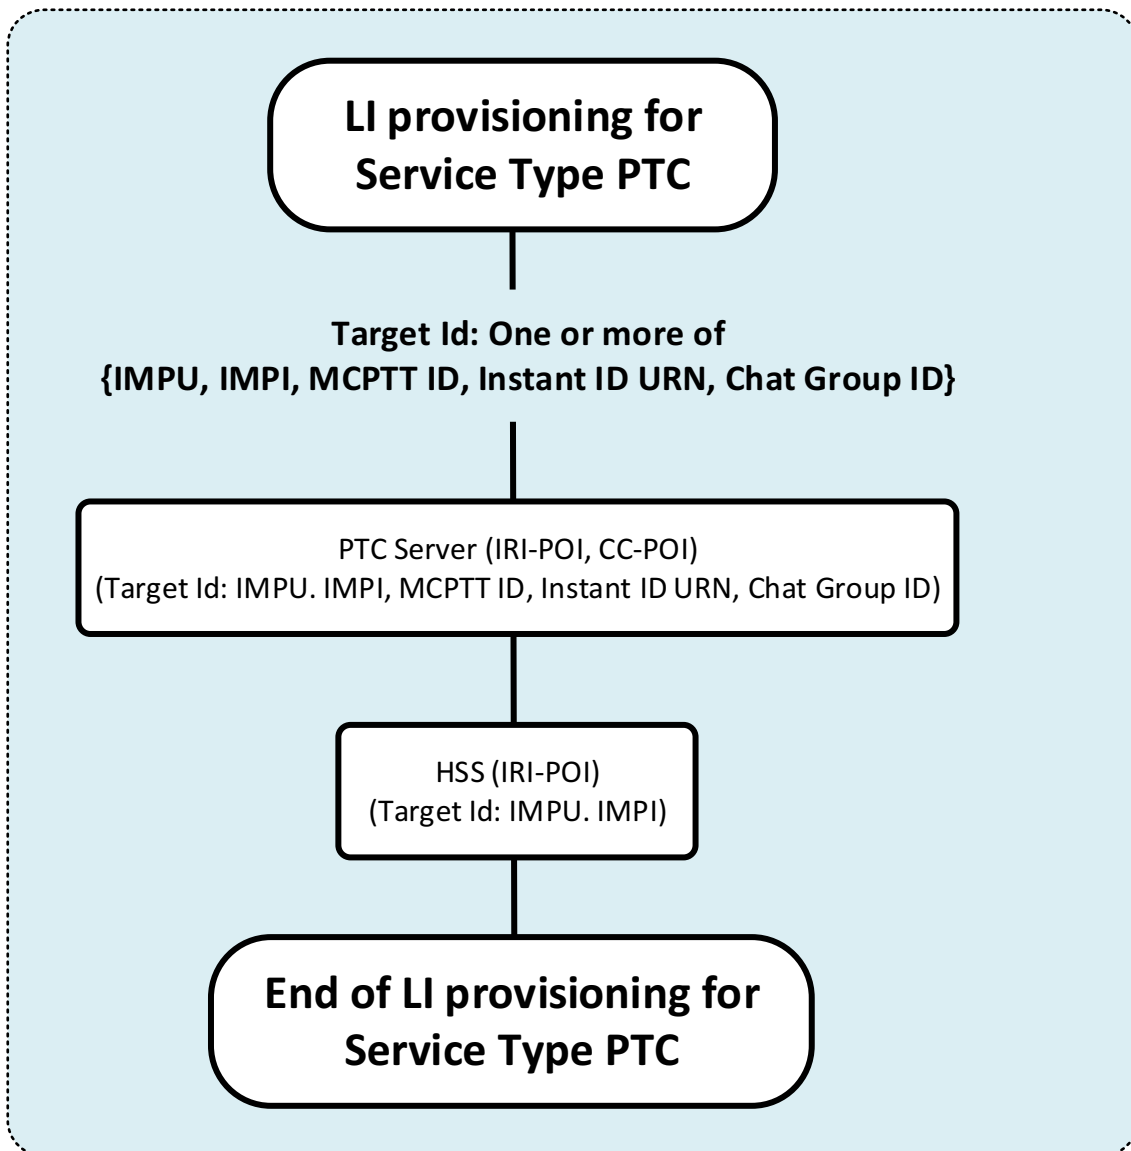 LI provisioning for
Service Type PTC
Target Id: One or more of
{IMPU, IMPI, MCPTT ID, Instant ID URN, Chat Group ID}
PTC Server (IRI-POI, CC-POI)
(Target Id: IMPU. IMPI, MCPTT ID, Instant ID URN, Chat Group ID)
HSS (IRI-POI)
(Target Id: IMPU. IMPI)
End of LI provisioning for
Service Type PTC